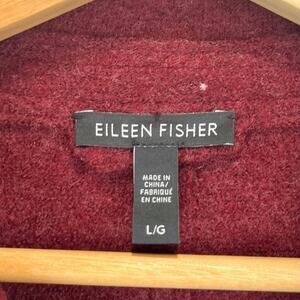 EILEEN FISHER
MADE IN
CHINA/
FABRIQUÉ
EN CHINE
L/G